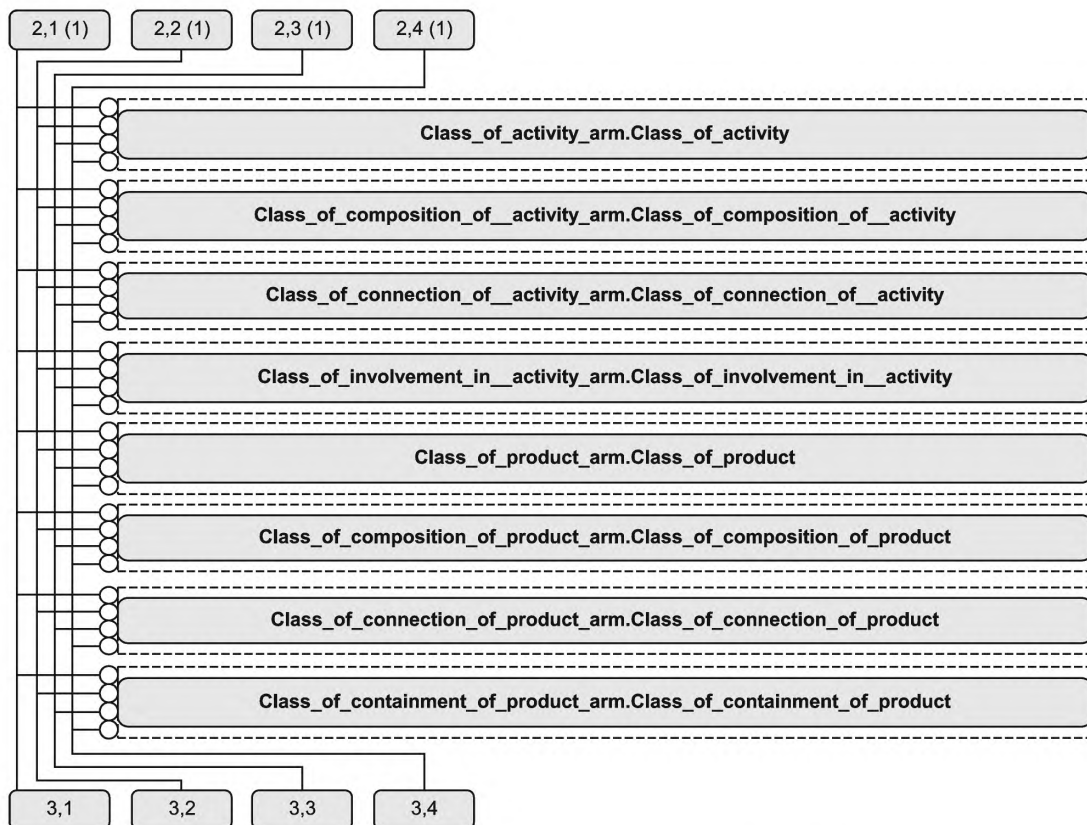 2,1 (1) 2,2 (1) 2,3 (1) 2,4 (1)
Class_of_activity_arm.Class_of_activity
Class_of_composition_of__activity_arm.Class_of_composition_of__activity
Class_of_connection_of__activity_arm.Class_of_connection_of__activity
Class_of_involvement_in__activity_arm.Class_of_involvement_in__activity
Class_of_product_arm.Class_of_product
Class_of_composition_of_product_arm.Class_of_composition_of_product
Class_of_connection_of_product_arm.Class_of_connection_of_product
Class_of_containment_of_product_arm.Class_of_containment_of_product
3,1 3,2 3,3 3,4